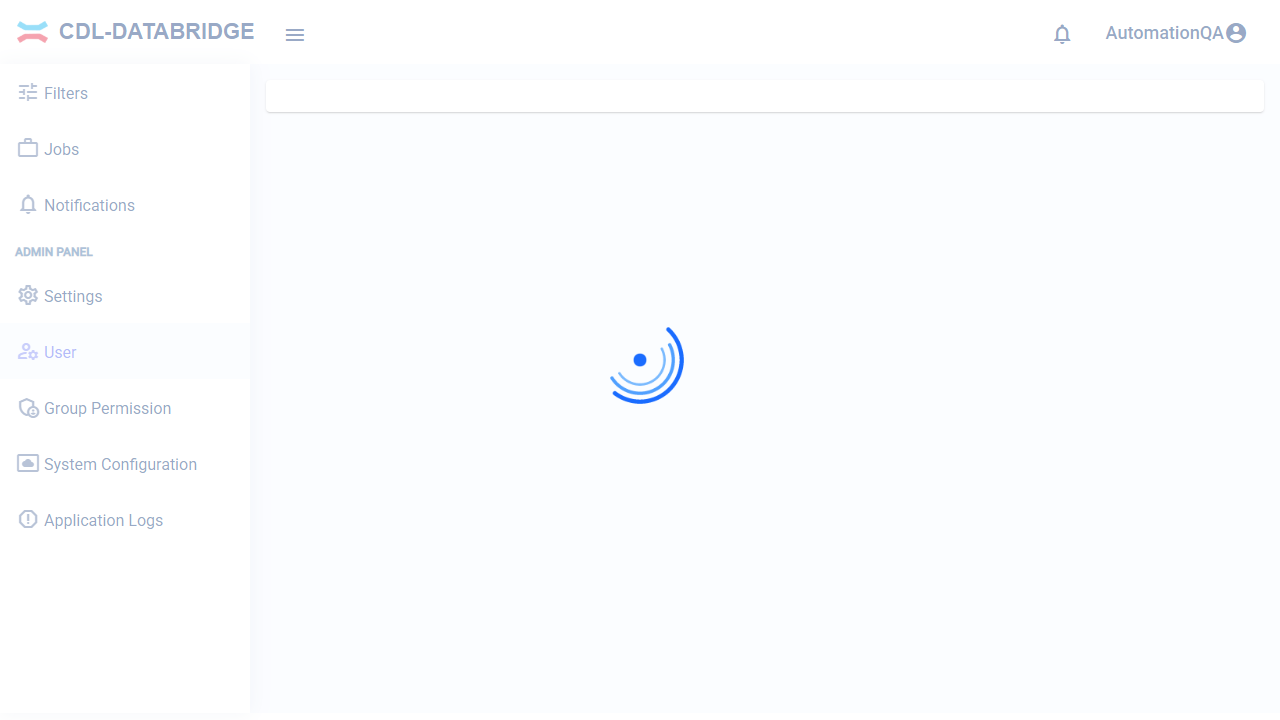 CDL-DATABRIDGE
AutomationQA
Filters
Jobs
Notifications
ADMIN PANEL
Settings
User
Group Permission
System Configuration
Application Logs